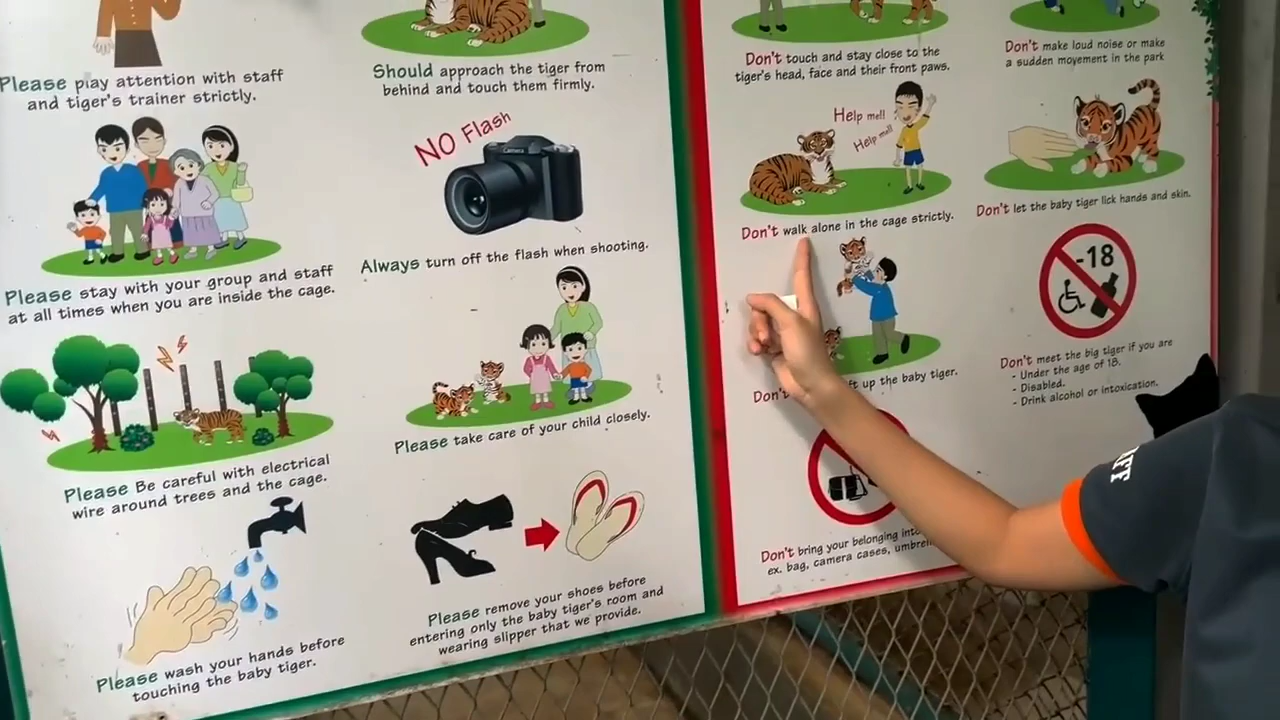 Please play attention with staff
and tiger's trainer strictly.
Should approach the tiger from
behind and touch them firmly.
Please stay with your group and staff
at all times when you are inside the cage.
NO Flash
Camera
Always turn off the flash when shooting.
Please Be careful with electrical
wire around trees and the cage.
Please take care of your child closely.
Please wash your hands before
touching the baby tiger.
Please remove your shoes before
entering only the baby tiger's room and
wearing slipper that we provide.
Don't touch and stay close to the
tiger's head, face and their front paws.
Don't make loud noise or make
a sudden movement in the park
Help me!!
Help me!!
Don't walk alone in the cage strictly.
Don't let the baby tiger lick hands and skin.
-18
Don't up the baby tiger.
Don't meet the big tiger if you are
- Under the age of 18.
- Disabled.
- Drink alcohol or intoxication.
Don't bring your belonging
ex. bag, camera cases,